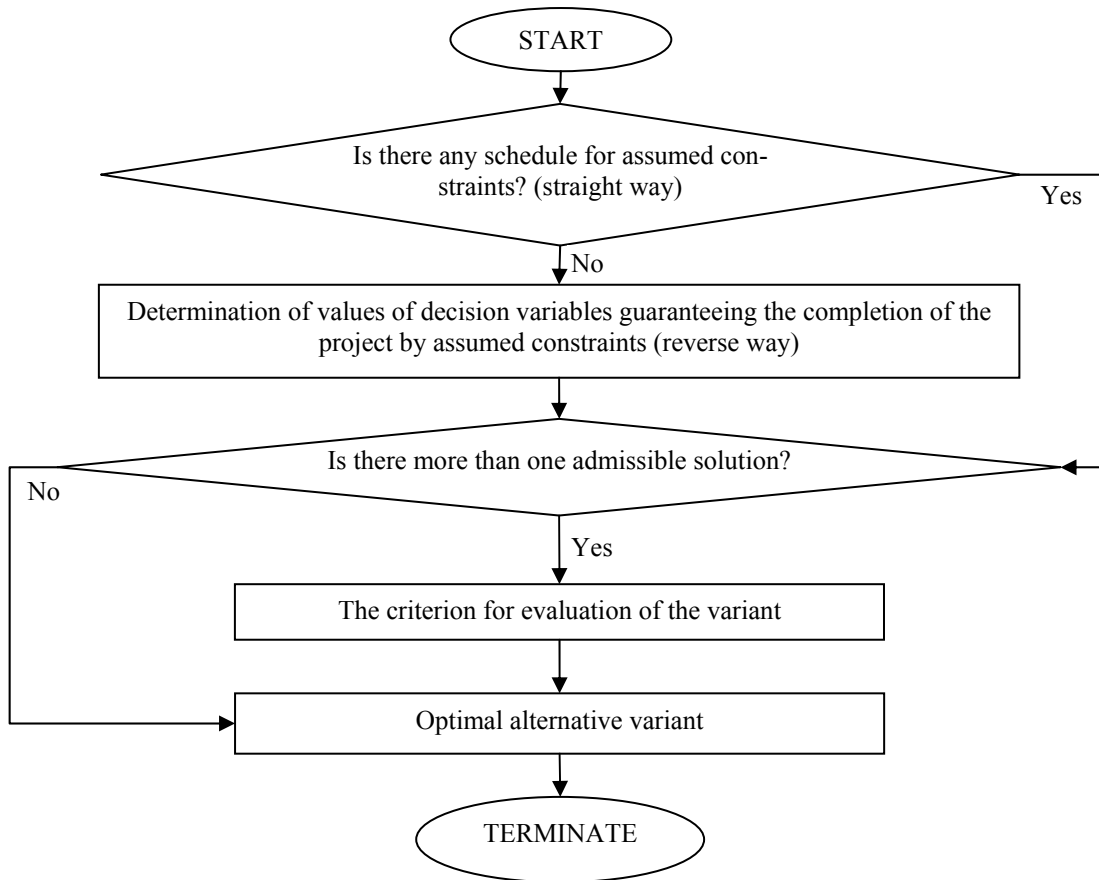 START
Is there any schedule for assumed con-
straints? (straight way)
Yes
No
Determination of values of decision variables guaranteeing the completion of the
project by assumed constraints (reverse way)
Is there more than one admissible solution?
No
Yes
The criterion for evaluation of the variant
Optimal alternative variant
TERMINATE